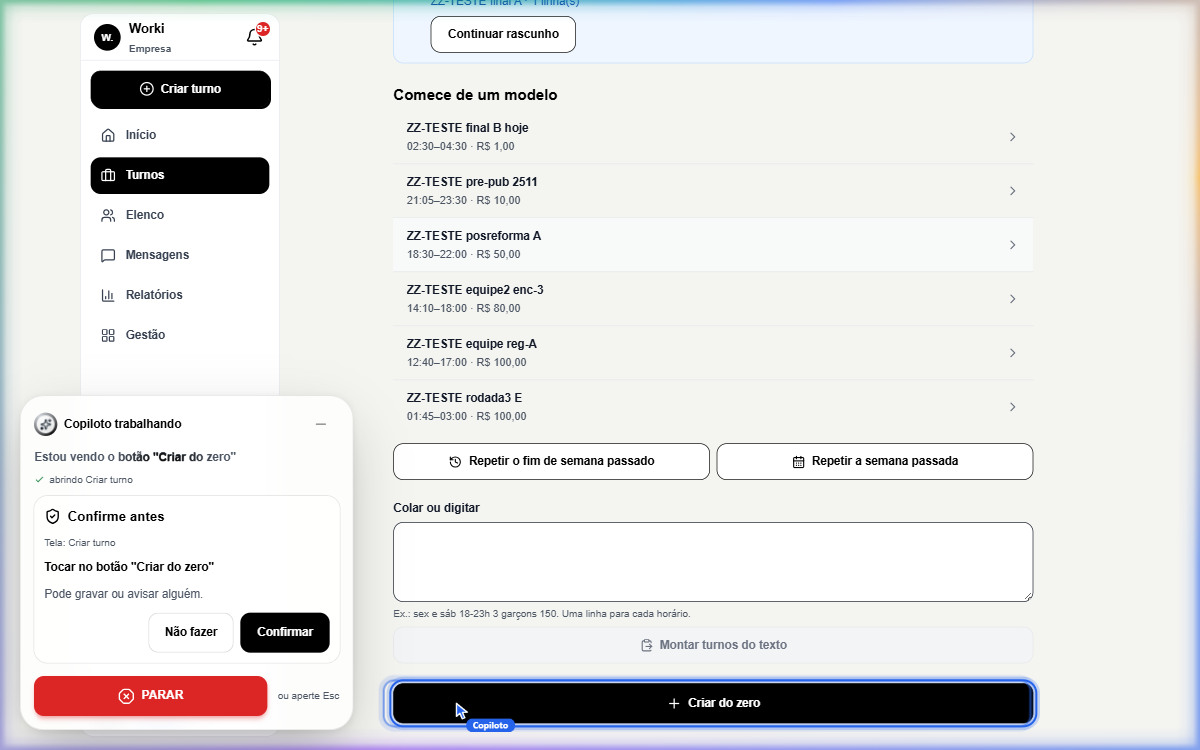 W.
Worki
Empresa
9+
Criar turno
Início
Turnos
Elenco
Mensagens
Relatórios
Gestão
ZZ-TESTE final A · 1 linha(s)
Continuar rascunho
Comece de um modelo
ZZ-TESTE final B hoje
02:30–04:30 · R$ 1,00
ZZ-TESTE pre-pub 2511
21:05–23:30 · R$ 10,00
ZZ-TESTE posreforma A
18:30–22:00 · R$ 50,00
ZZ-TESTE equipe2 enc-3
14:10–18:00 · R$ 80,00
ZZ-TESTE equipe reg-A
12:40–17:00 · R$ 100,00
ZZ-TESTE rodada3 E
01:45–03:00 · R$ 100,00
Repetir o fim de semana passado
Repetir a semana passada
Colar ou digitar
Ex.: sex e sáb 18-23h 3 garçons 150. Uma linha para cada horário.
Montar turnos do texto
Criar do zero
Copiloto
Copiloto trabalhando
Estou vendo o botão "Criar do zero"
abrindo Criar turno
Confirme antes
Tela: Criar turno
Tocar no botão "Criar do zero"
Pode gravar ou avisar alguém.
Não fazer
Confirmar
PARAR
ou aperte Esc